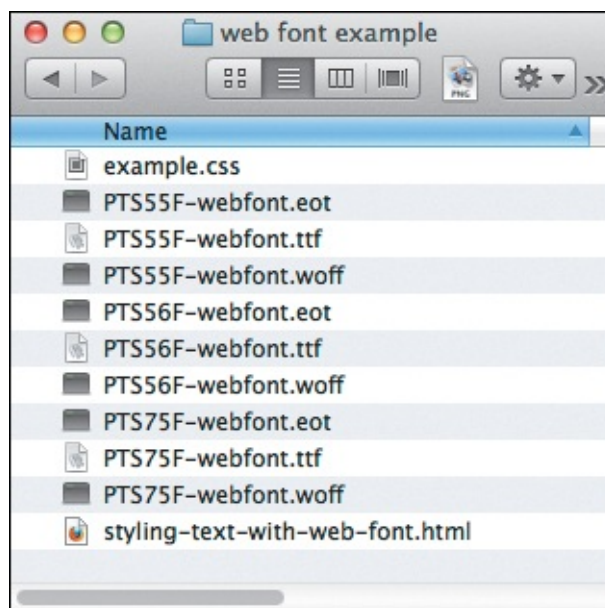 web font example
PNG
Name
example.css
PTS55F-webfont.eot
PTS55F-webfont.ttf
PTS55F-webfont.woff
PTS56F-webfont.eot
PTS56F-webfont.ttf
PTS56F-webfont.woff
PTS75F-webfont.eot
PTS75F-webfont.ttf
PTS75F-webfont.woff
styling-text-with-web-font.html